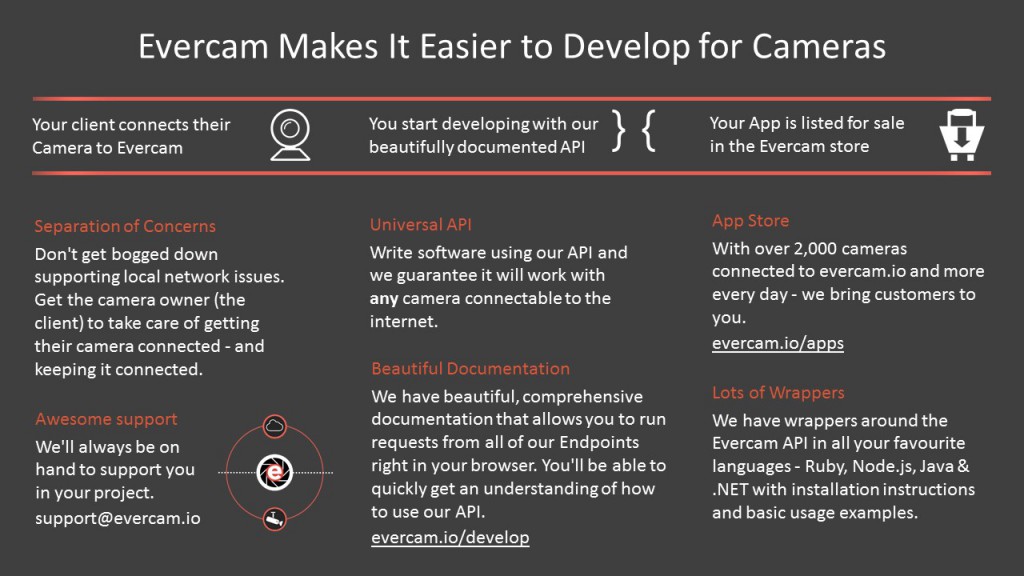 Evercam Makes It Easier to Develop for Cameras
Your client connects their
Camera to Evercam
You start developing with our
beautifully documented API
} {
Your App is listed for sale
in the Evercam store
Separation of Concerns
Don't get bogged down
supporting local network issues.
Get the camera owner (the
client) to take care of getting
their camera connected - and
keeping it connected.
Awesome support
We'll always be on
hand to support you
in your project.
support@evercam.io
e
Universal API
Write software using our API and
we guarantee it will work with
any camera connectable to the
internet.
Beautiful Documentation
We have beautiful, comprehensive
documentation that allows you to run
requests from all of our Endpoints
right in your browser. You'll be able to
quickly get an understanding of how
to use our API.
evercam.io/develop
App Store
With over 2,000 cameras
connected to evercam.io and more
every day - we bring customers to
you.
evercam.io/apps
Lots of Wrappers
We have wrappers around the
Evercam API in all your favourite
languages - Ruby, Node.js, Java &
.NET with installation instructions
and basic usage examples.